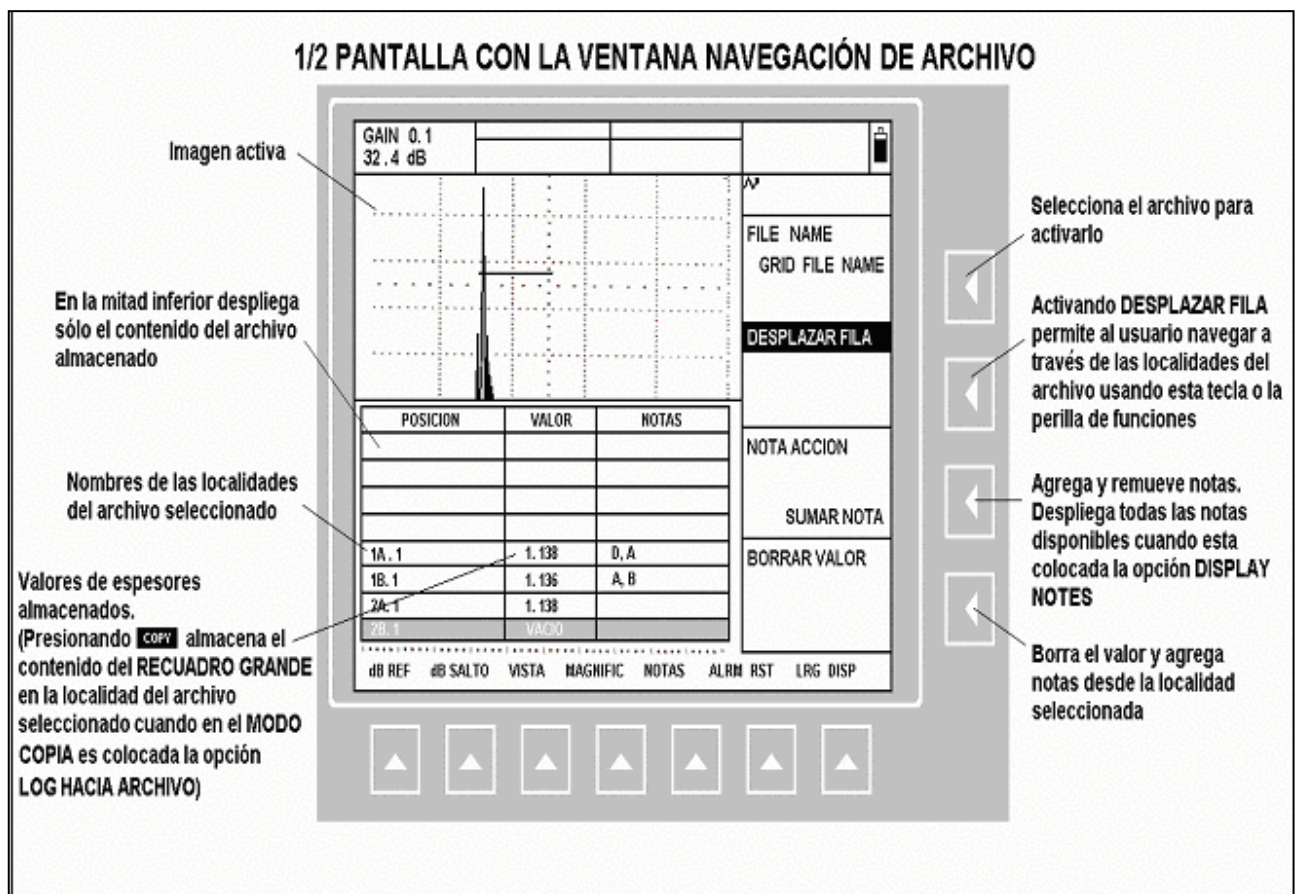 1/2 PANTALLA CON LA VENTANA NAVEGACIÓN DE ARCHIVO
Imagen activa
En la mitad inferior despliega
sólo el contenido del archivo
almacenado
Nombres de las localidades
del archivo seleccionado
Valores de espesores
almacenados.
(Presionando COPY almacena el
contenido del RECUADRO GRANDE
en la localidad del archivo
seleccionado cuando en el MODO
COPIA es colocada la opción
LOG HACIA ARCHIVO)
GAIN 0.1
32.4 dB
FILE NAME
GRID FILE NAME
DESPLAZAR FILA
NOTA ACCION
SUMAR NOTA
BORRAR VALOR
POSICION VALOR NOTAS
1A.1 1.138 D, A
1B.1 1.136 A, B
2A.1 1.138
2B.1 VACIO
dB REF dB SALTO VISTA MAGNIFIC NOTAS ALRM RST LRG DISP
Selecciona el archivo para
activarlo
Activando DESPLAZAR FILA
permite al usuario navegar a
través de las localidades del
archivo usando esta tecla o la
perilla de funciones
Agrega y remueve notas.
Despliega todas las notas
disponibles cuando esta
colocada la opción DISPLAY
NOTES
Borra el valor y agrega
notas desde la localidad
seleccionada